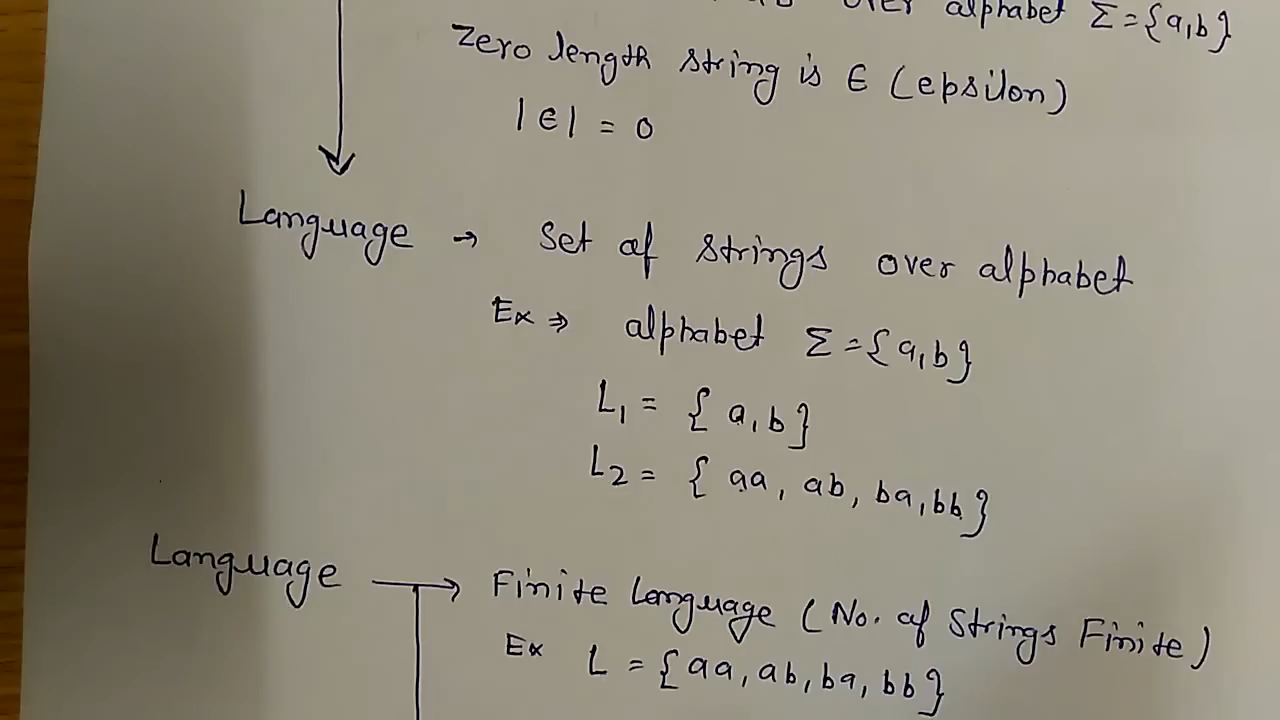 over alphabet Σ = {a,b}
Zero length string is ∈ (epsilon)
|∈| = 0
Language → Set of strings over alphabet
Ex ⇒ alphabet Σ = {a,b}
L₁ = {a,b}
L₂ = {aa, ab, ba, bb}
Language → Finite Language (No. of Strings Finite)
Ex L = {aa, ab, ba, bb}